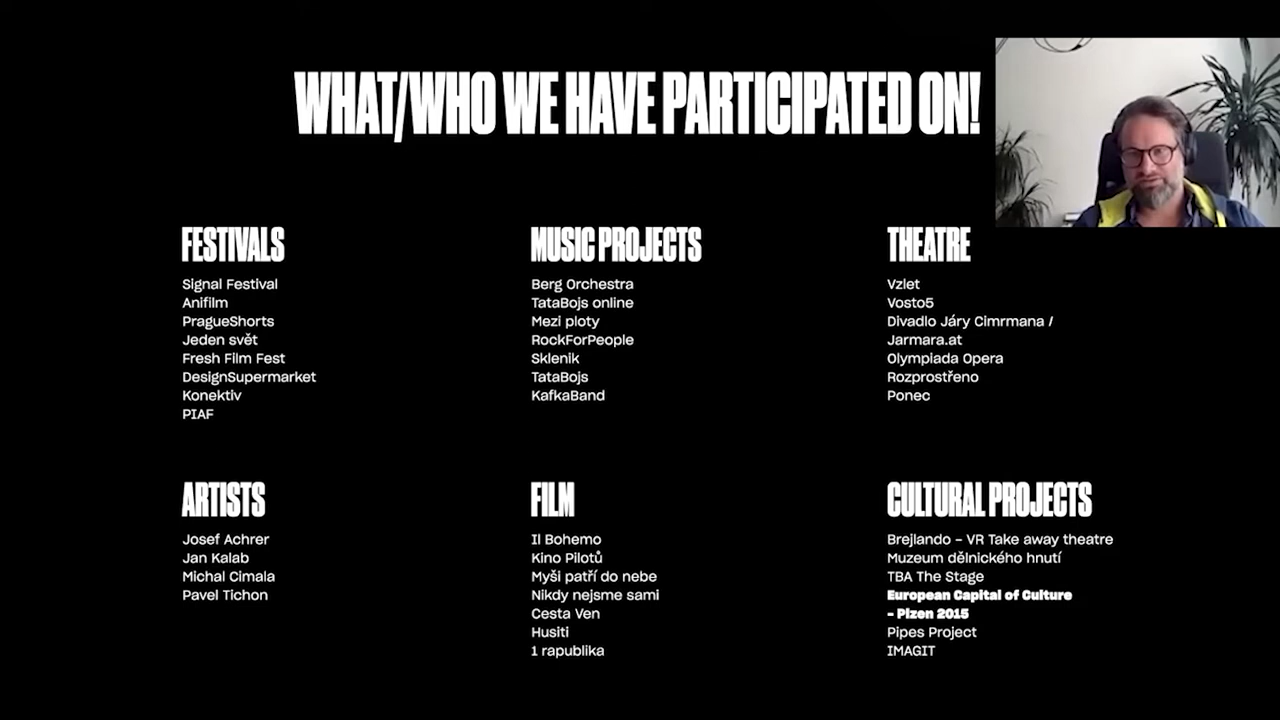 WHAT/WHO WE HAVE PARTICIPATED ON!
FESTIVALS
Signal Festival
Anifilm
PragueShorts
Jeden svět
Fresh Film Fest
DesignSupermarket
Konektiv
PIAF
MUSIC PROJECTS
Berg Orchestra
TataBojs online
Mezi ploty
RockForPeople
Sklenik
TataBojs
KafkaBand
THEATRE
Vzlet
Vosto5
Divadlo Járy Cimrmana /
Jarmara.at
Olympiada Opera
Rozprostřeno
Ponec
ARTISTS
Josef Achrer
Jan Kalab
Michal Cimala
Pavel Tichon
FILM
Il Bohemo
Kino Pilotů
Myši patří do nebe
Nikdy nejsme sami
Cesta Ven
Husiti
1 rapublika
CULTURAL PROJECTS
Brejlando – VR Take away theatre
Muzeum dělnického hnutí
TBA The Stage
European Capital of Culture
– Plzen 2015
Pipes Project
IMAGIT